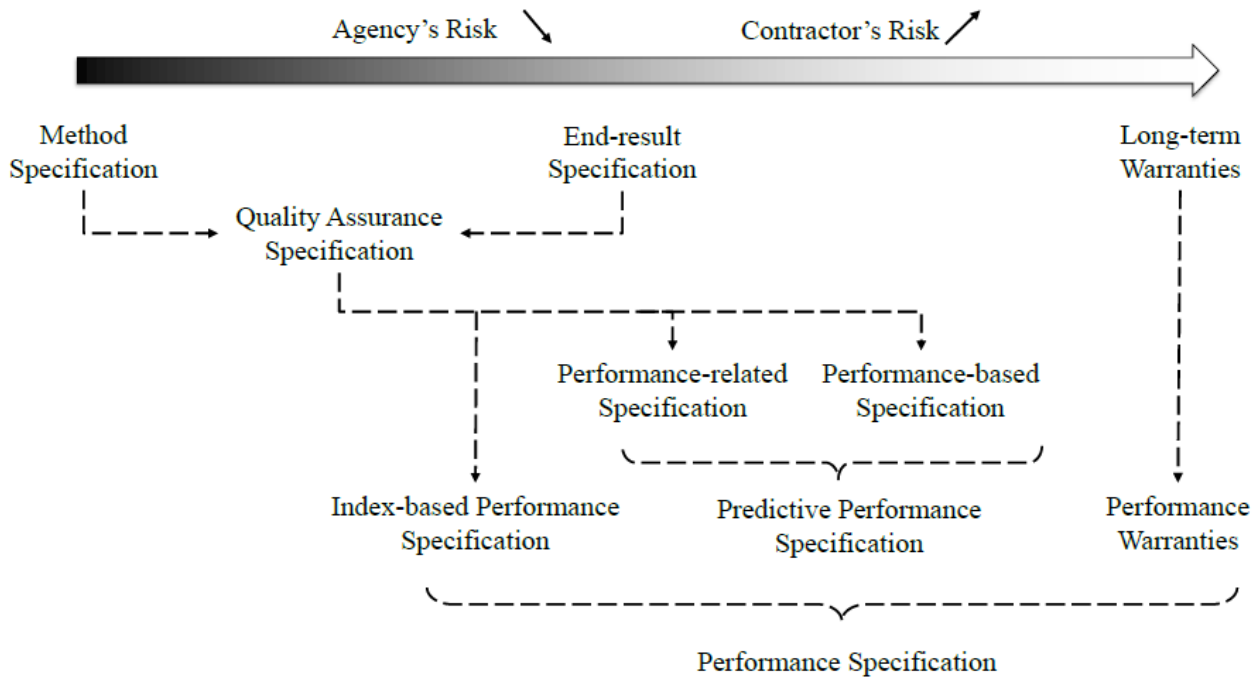 Agency’s Risk
Contractor’s Risk
Method
Specification
End-result
Specification
Long-term
Warranties
Quality Assurance
Specification
Performance-related
Specification
Performance-based
Specification
Index-based Performance
Specification
Predictive Performance
Specification
Performance
Warranties
Performance Specification